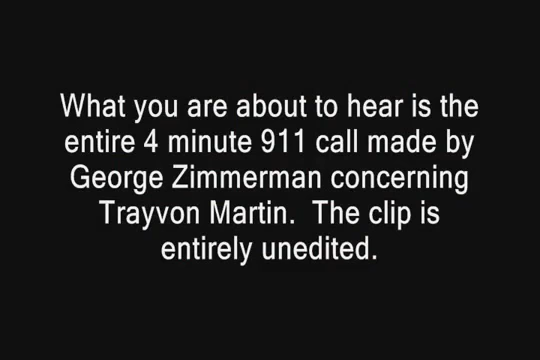 What you are about to hear is the
entire 4 minute 911 call made by
George Zimmerman concerning
Trayvon Martin.  The clip is
entirely unedited.